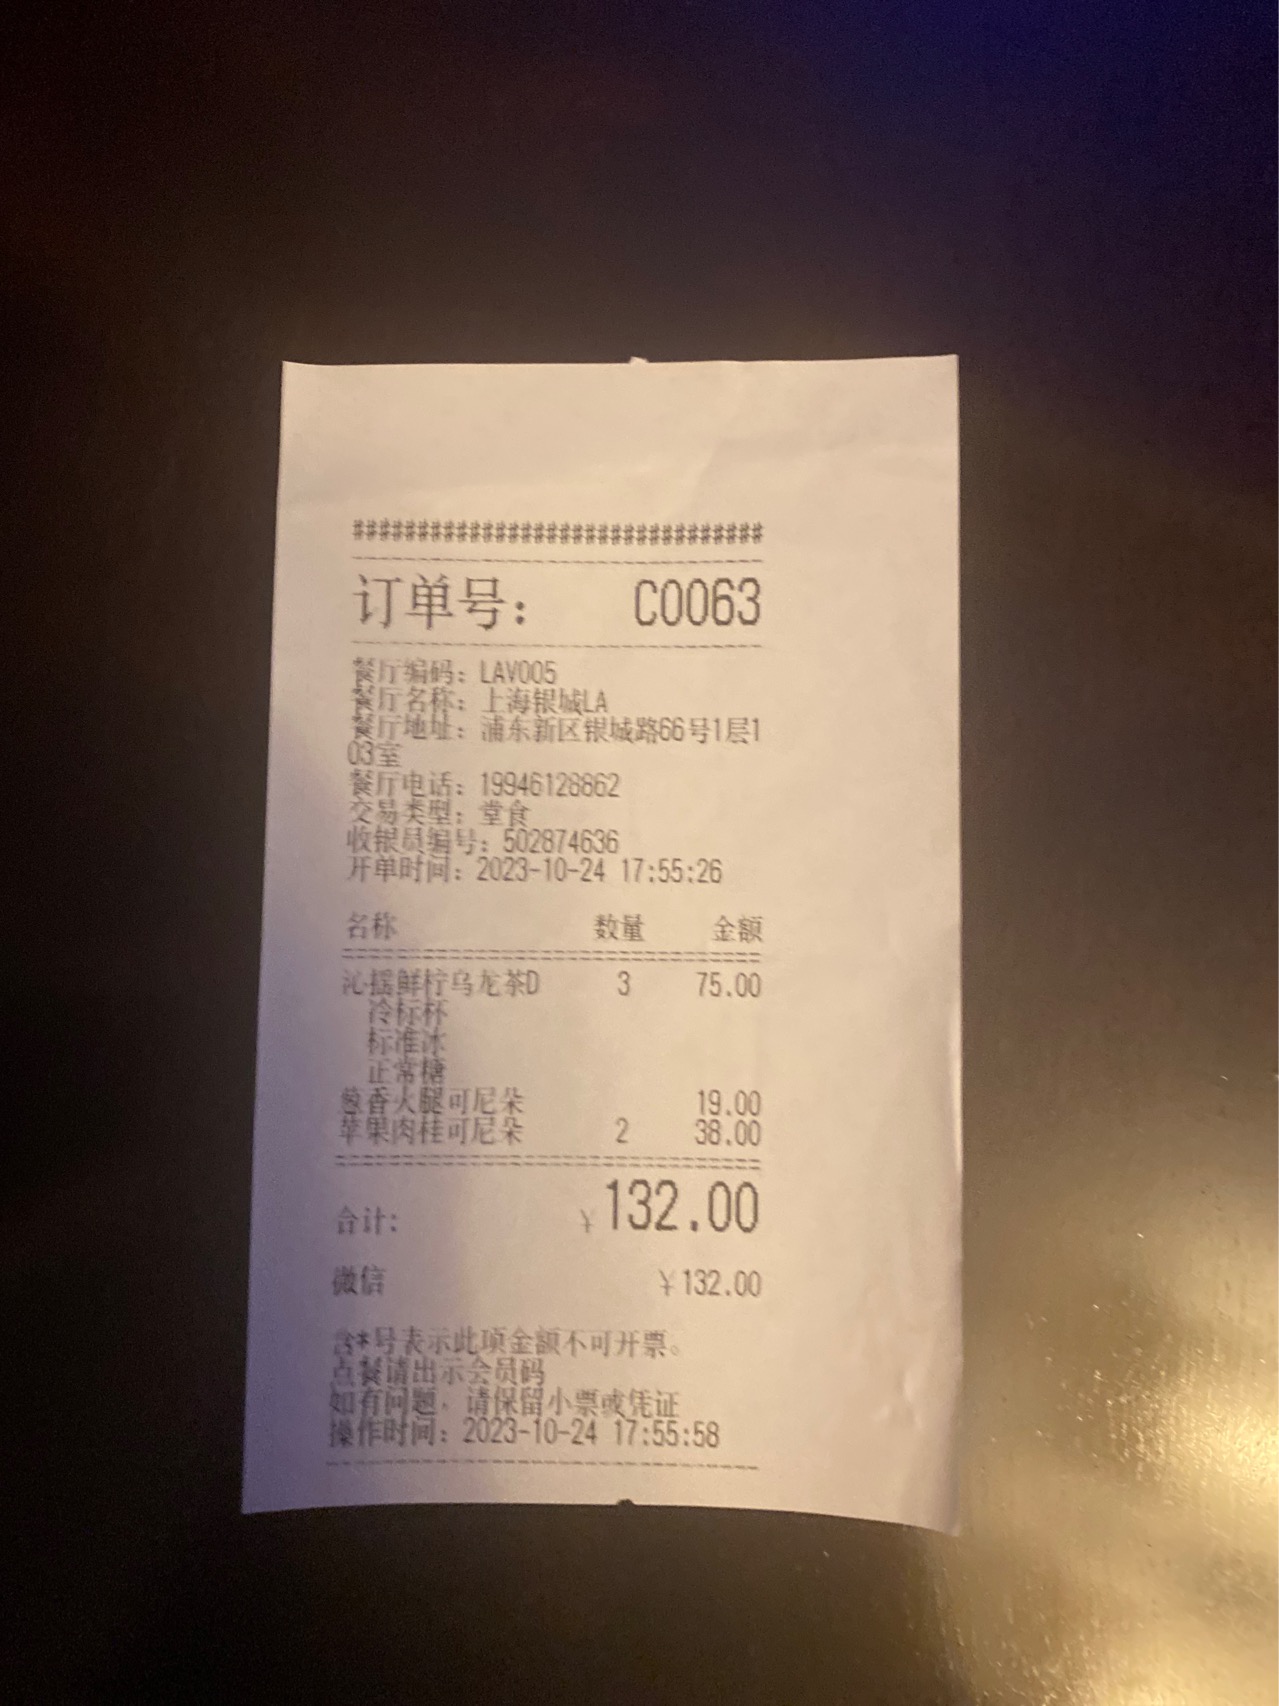 ################################
订单号： C0063
餐厅编码：LAV005
餐厅名称：上海银城LA
餐厅地址：浦东新区银城路66号1层1
03室
餐厅电话：19946128862
交易类型：堂食
收银员编号：502874636
开单时间：2023-10-24 17:55:26
名称 数量 金额
沁摇鲜柠乌龙茶D 3 75.00
冷标杯
标准冰
正常糖
葱香火腿可尼朵 19.00
苹果肉桂可尼朵 2 38.00
合计： ￥132.00
微信 ￥132.00
含*号表示此项金额不可开票。
点餐请出示会员码
如有问题，请保留小票或凭证
操作时间：2023-10-24 17:55:58